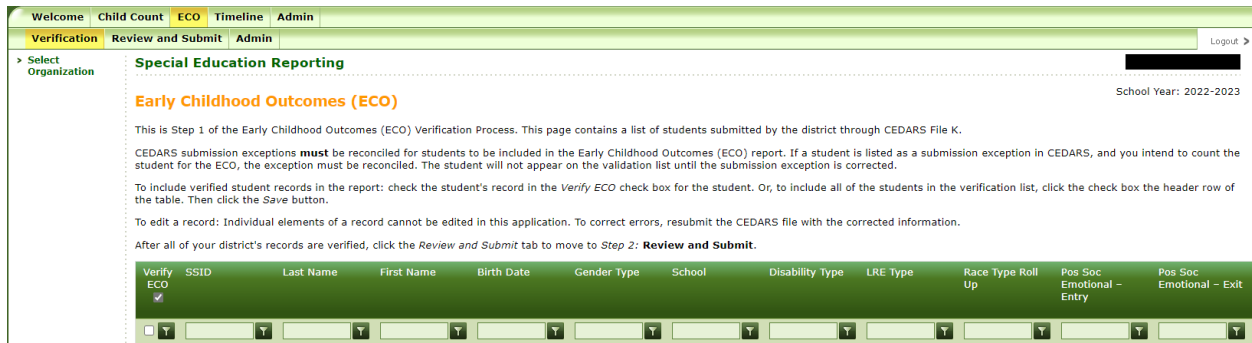 Welcome Child Count ECO Timeline Admin
Verification Review and Submit Admin
Logout >
> Select
Organization
Special Education Reporting
School Year: 2022-2023
Early Childhood Outcomes (ECO)
This is Step 1 of the Early Childhood Outcomes (ECO) Verification Process. This page contains a list of students submitted by the district through CEDARS File K.
CEDARS submission exceptions must be reconciled for students to be included in the Early Childhood Outcomes (ECO) report. If a student is listed as a submission exception in CEDARS, and you intend to count the
student for the ECO, the exception must be reconciled. The student will not appear on the validation list until the submission exception is corrected.
To include verified student records in the report: check the student's record in the Verify ECO check box for the student. Or, to include all of the students in the verification list, click the check box the header row of
the table. Then click the Save button.
To edit a record: Individual elements of a record cannot be edited in this application. To correct errors, resubmit the CEDARS file with the corrected information.
After all of your district's records are verified, click the Review and Submit tab to move to Step 2: Review and Submit.
Verify SSID Last Name First Name Birth Date Gender Type School Disability Type LRE Type Race Type Roll Pos Soc Pos Soc
ECO Up Emotional – Emotional – Exit
Entry